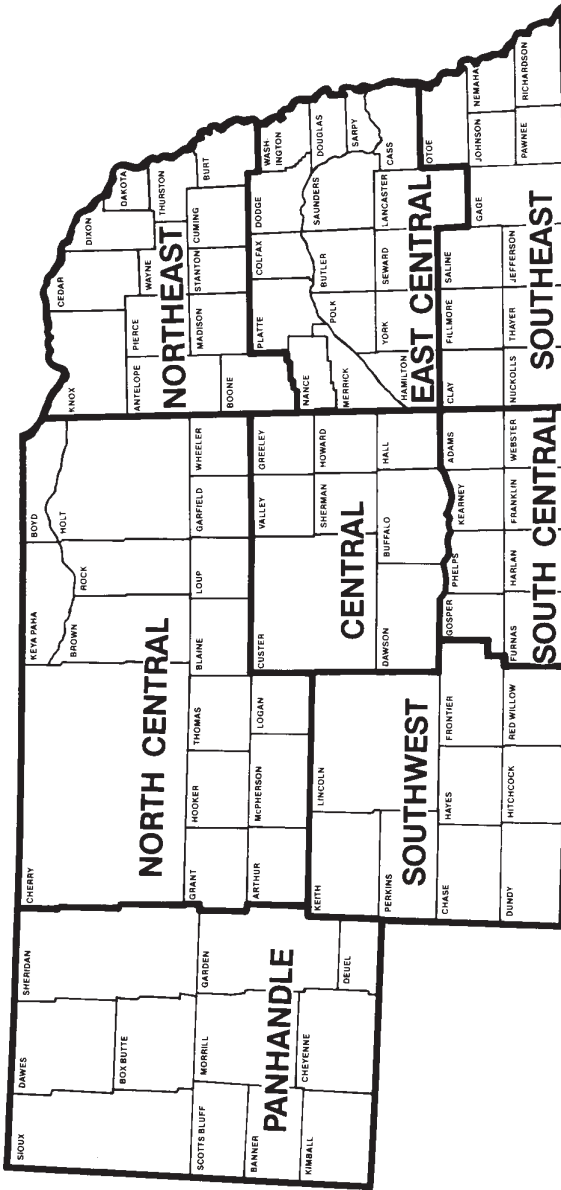 SIOUX
DAWES
SHERIDAN
BOX BUTTE
SCOTTS BLUFF
MORRILL
GARDEN
BANNER
PANHANDLE
KIMBALL
CHEYENNE
DEUEL
CHERRY
KEYA PAHA
BOYD
BROWN
ROCK
HOLT
NORTH CENTRAL
GRANT
HOOKER
THOMAS
BLAINE
LOUP
GARFIELD
WHEELER
ARTHUR
McPHERSON
LOGAN
KNOX
CEDAR
DIXON
DAKOTA
ANTELOPE
PIERCE
WAYNE
THURSTON
NORTHEAST
BOONE
MADISON
STANTON
CUMING
BURT
CUSTER
VALLEY
GREELEY
SHERMAN
HOWARD
CENTRAL
DAWSON
BUFFALO
HALL
NANCE
PLATTE
COLFAX
DODGE
WASH-
INGTON
MERRICK
POLK
BUTLER
SAUNDERS
DOUGLAS
SARPY
HAMILTON
YORK
SEWARD
LANCASTER
CASS
EAST CENTRAL
KEITH
LINCOLN
PERKINS
SOUTHWEST
CHASE
HAYES
FRONTIER
DUNDY
HITCHCOCK
RED WILLOW
GOSPER
PHELPS
KEARNEY
ADAMS
FURNAS
HARLAN
FRANKLIN
WEBSTER
SOUTH CENTRAL
CLAY
FILLMORE
SALINE
GAGE
OTOE
JOHNSON
NEMAHA
NUCKOLLS
THAYER
JEFFERSON
PAWNEE
RICHARDSON
SOUTHEAST